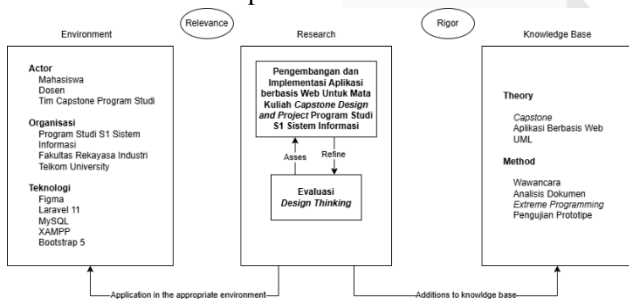 Relevance
Rigor
Environment
Research
Knowledge Base
Actor
Mahasiswa
Dosen
Tim Capstone Program Studi
Organisasi
Program Studi S1 Sistem
Informasi
Fakultas Rekayasa Industri
Telkom University
Teknologi
Figma
Laravel 11
MySQL
XAMPP
Bootstrap 5
Pengembangan dan
Implementasi Aplikasi
berbasis Web Untuk Mata
Kuliah Capstone Design
and Project Program Studi
S1 Sistem Informasi
Asses
Refine
Evaluasi
Design Thinking
Theory
Capstone
Aplikasi Berbasis Web
UML
Method
Wawancara
Analisis Dokumen
Extreme Programming
Pengujian Prototipe
Application in the appropriate environment
Additions to knowldge base